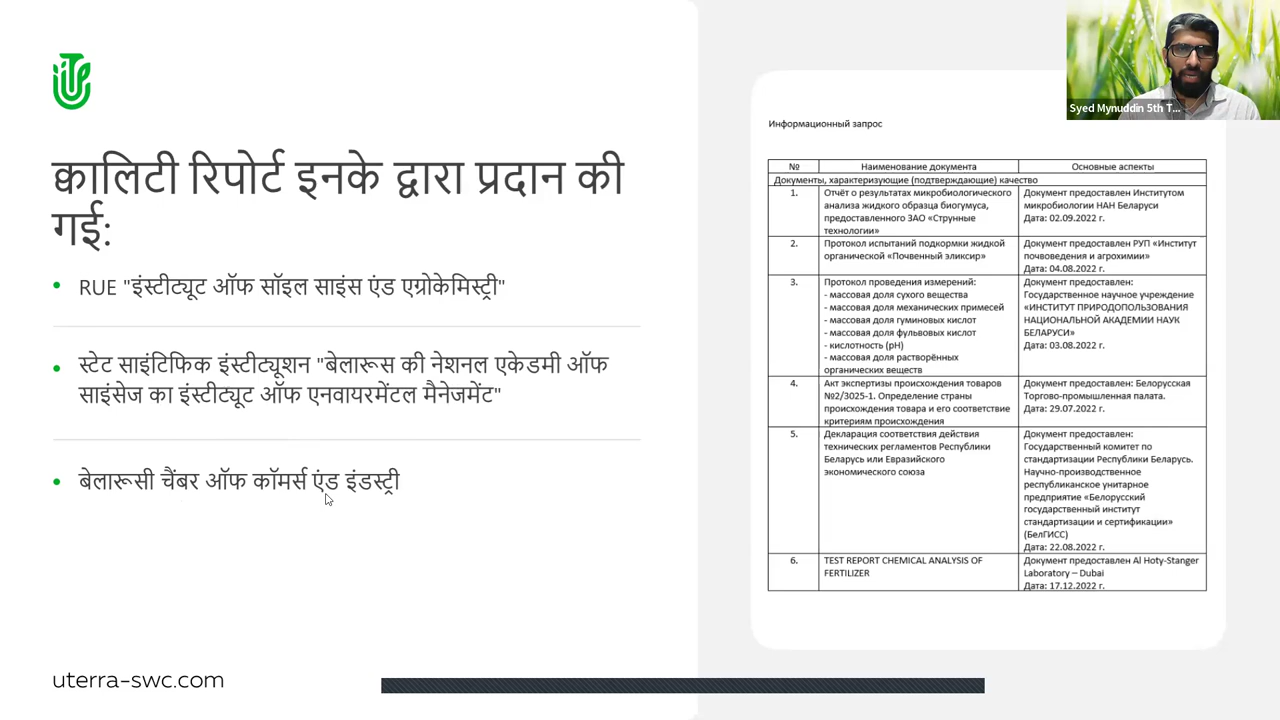 क्वालिटी रिपोर्ट इनके द्वारा प्रदान की
गई:
• RUE "इंस्टीट्यूट ऑफ सॉइल साइंस एंड एग्रोकेमिस्ट्री"
• स्टेट साइंटिफिक इंस्टीट्यूशन "बेलारूस की नेशनल एकेडमी ऑफ
साइंसेज का इंस्टीट्यूट ऑफ एनवायरमेंटल मैनेजमेंट"
• बेलारूसी चैंबर ऑफ कॉमर्स एंड इंडस्ट्री
uterra-swc.com
Syed Mynuddin 5th T...
Информационный запрос
№ Наименование документа Основные аспекты
Документы, характеризующие (подтверждающие) качество
1. Отчёт о результатах микробиологического
анализа жидкого образца биогумуса,
предоставленного ЗАО «Струнные
технологии»
Документ предоставлен Институтом
микробиологии НАН Беларуси
Дата: 02.09.2022 г.
2. Протокол испытаний подкормки жидкой
органической «Почвенный эликсир»
Документ предоставлен РУП «Институт
почвоведения и агрохимии»
Дата: 04.08.2022 г.
3. Протокол проведения измерений:
- массовая доля сухого вещества
- массовая доля механических примесей
- массовая доля гуминовых кислот
- массовая доля фульвовых кислот
- кислотность (pH)
- массовая доля растворённых
органических веществ
Документ предоставлен:
Государственное научное учреждение
«ИНСТИТУТ ПРИРОДОПОЛЬЗОВАНИЯ
НАЦИОНАЛЬНОЙ АКАДЕМИИ НАУК
БЕЛАРУСИ»
Дата: 03.08.2022 г.
4. Акт экспертизы происхождения товаров
№2/3025-1. Определение страны
происхождения товара и его соответствие
критериям происхождения
Документ предоставлен: Белорусская
Торгово-промышленная палата.
Дата: 29.07.2022 г.
5. Декларация соответствия действия
технических регламентов Республики
Беларусь или Евразийского
экономического союза
Документ предоставлен:
Государственный комитет по
стандартизации Республики Беларусь.
Научно-производственное
республиканское унитарное
предприятие «Белорусский
государственный институт
стандартизации и сертификации»
(БелГИСС)
Дата: 22.08.2022 г.
6. TEST REPORT CHEMICAL ANALYSIS OF
FERTILIZER
Документ предоставлен Al Hoty-Stanger
Laboratory – Dubai
Дата: 17.12.2022 г.